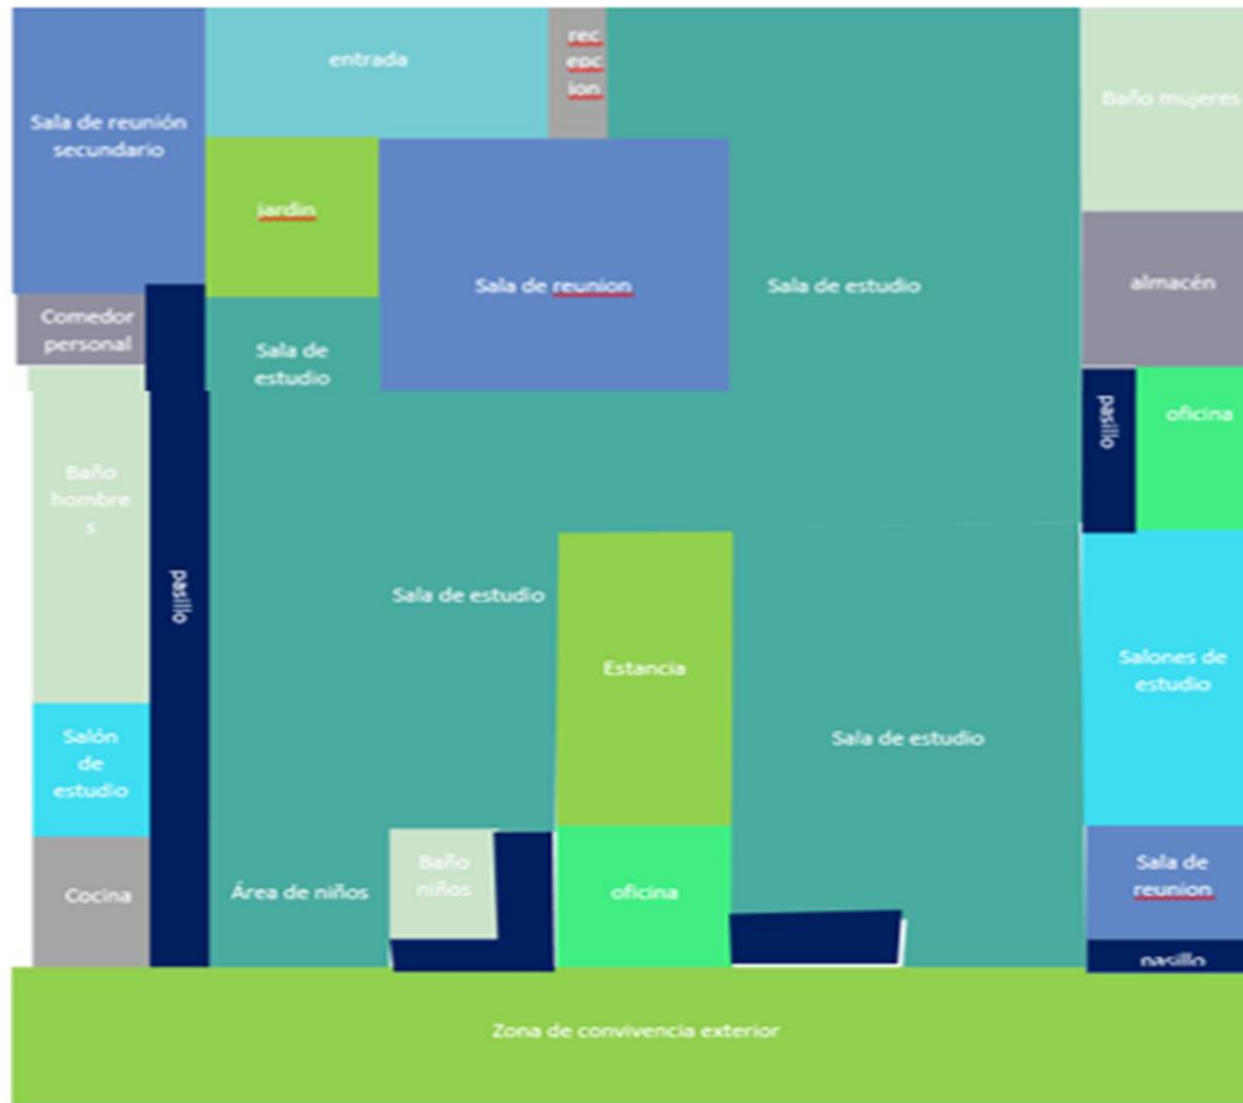 entrada
rec
epc
ion
Baño mujeres
Sala de reunión
secundario
jardin
Sala de reunion
Sala de estudio
almacén
Comedor
personal
Sala de
estudio
pasillo
oficina
Baño
hombre
s
pasillo
Sala de estudio
Estancia
Salones de
estudio
Salón
de
estudio
Sala de estudio
Cocina
Área de niños
Baño
niños
oficina
Sala de
reunion
pasillo
Zona de convivencia exterior